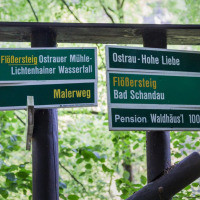 Flößersteig Ostrauer Mühle-
Lichtenhainer Wasserfall
Malerweg
Ostrau-Hohe Liebe
Flößersteig
Bad Schandau
Pension Waldhäus'l 100